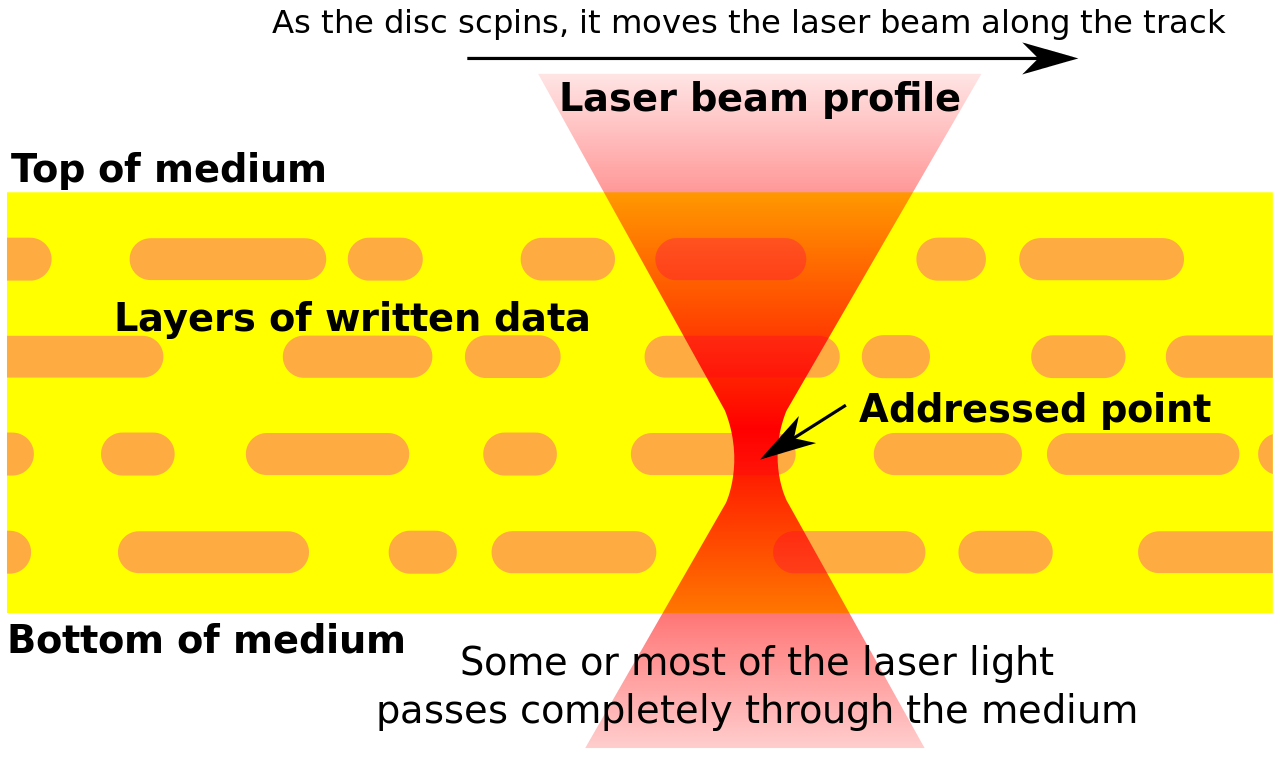 As the disc scpins, it moves the laser beam along the track
Laser beam profile
Top of medium
Layers of written data
Addressed point
Bottom of medium
Some or most of the laser light
passes completely through the medium